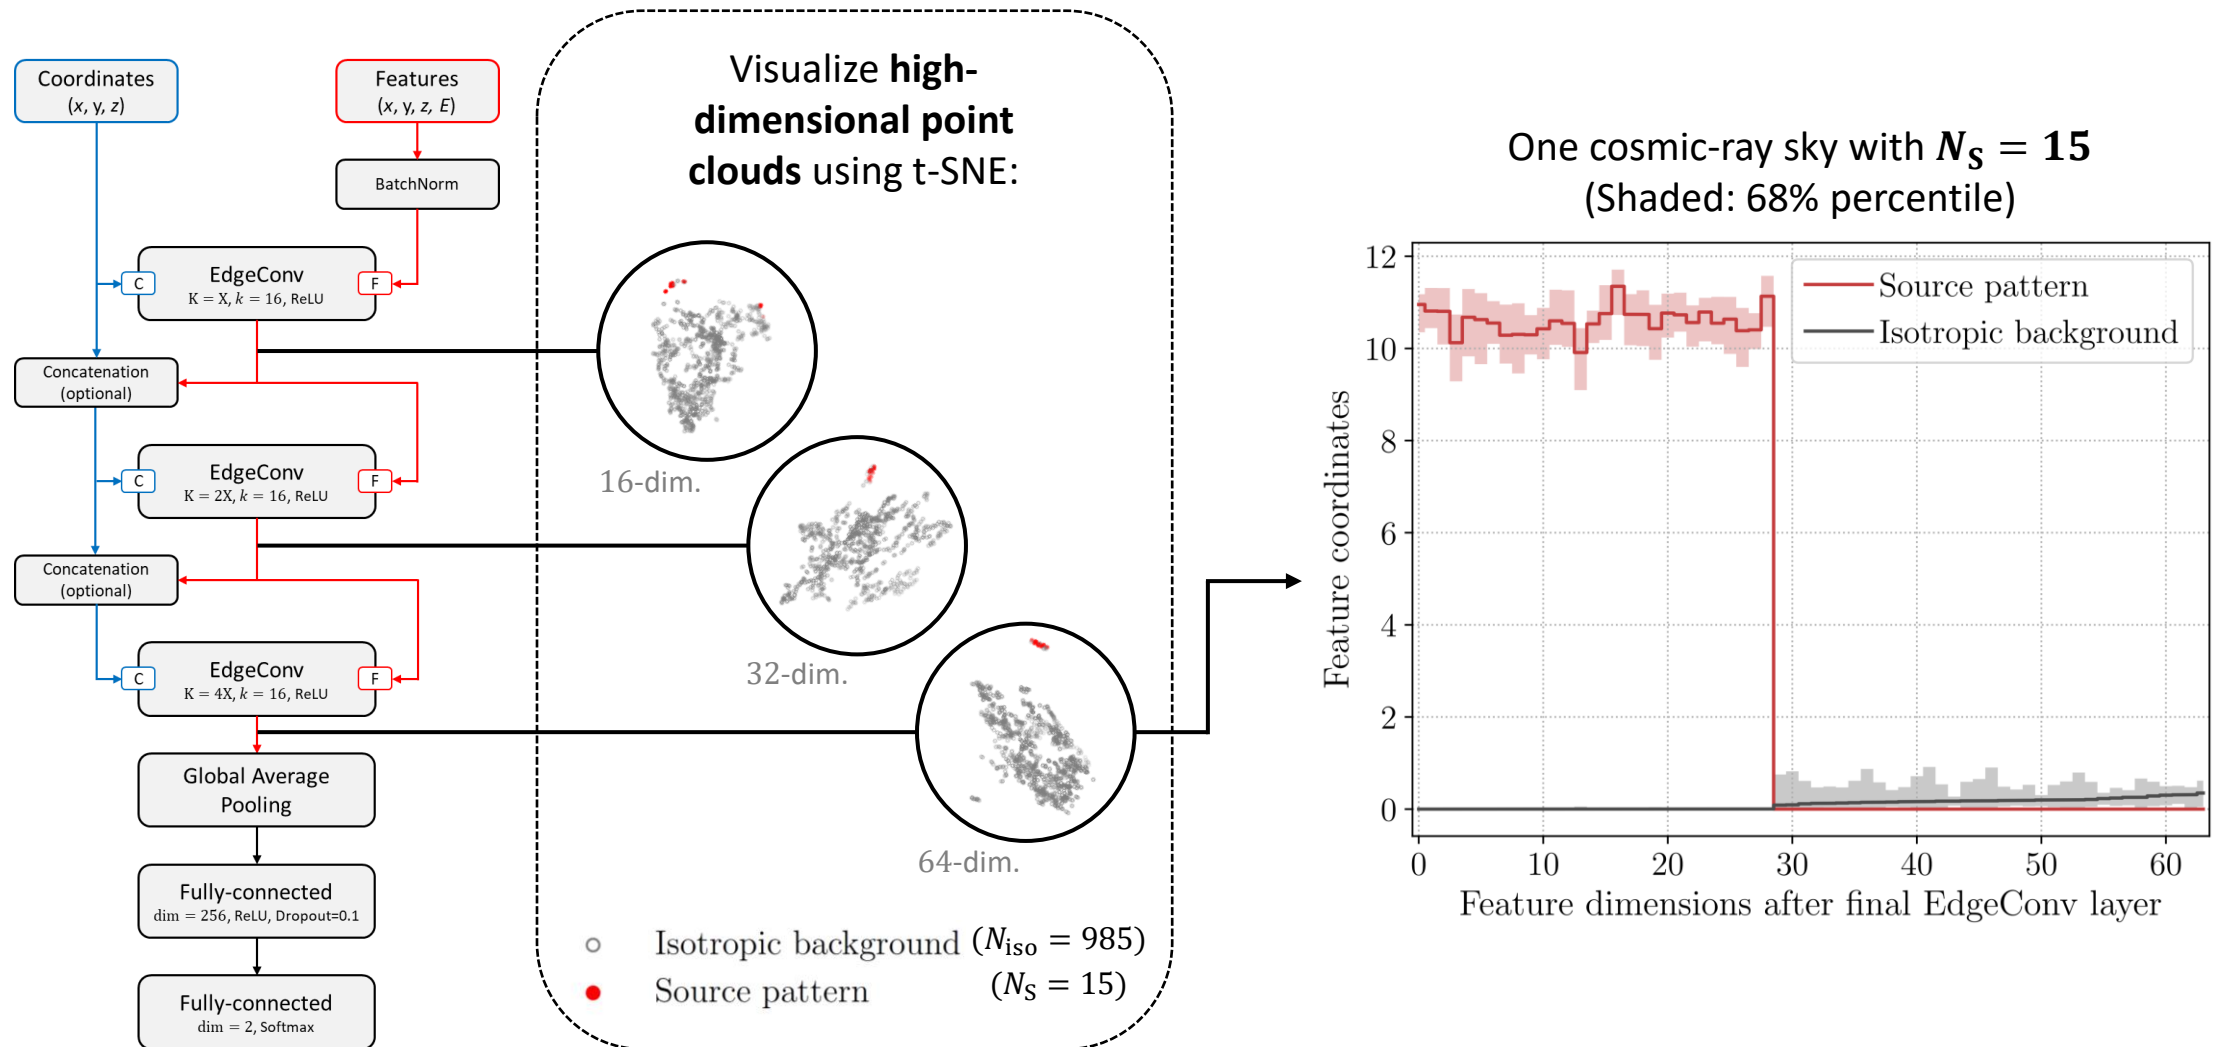 Coordinates
(x, y, z)
Features
(x, y, z, E)
BatchNorm
EdgeConv
K = X, k = 16, ReLU
C
F
Concatenation
(optional)
EdgeConv
K = 2X, k = 16, ReLU
C
F
Concatenation
(optional)
EdgeConv
K = 4X, k = 16, ReLU
C
F
Global Average
Pooling
Fully-connected
dim = 256, ReLU, Dropout=0.1
Fully-connected
dim = 2, Softmax
Visualize high-
dimensional point
clouds using t-SNE:
16-dim.
32-dim.
64-dim.
Isotropic background (N_iso = 985)
Source pattern (N_S = 15)
One cosmic-ray sky with N_S = 15
(Shaded: 68% percentile)
Source pattern
Isotropic background
Feature coordinates
12
10
8
6
4
2
0
0 10 20 30 40 50 60
Feature dimensions after final EdgeConv layer